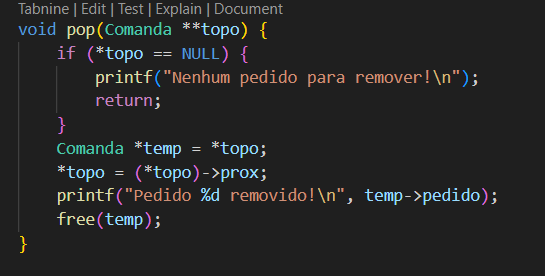 Tabnine | Edit | Test | Explain | Document
void pop(Comanda **topo) {
    if (*topo == NULL) {
        printf("Nenhum pedido para remover!\n");
        return;
    }
    Comanda *temp = *topo;
    *topo = (*topo)->prox;
    printf("Pedido %d removido!\n", temp->pedido);
    free(temp);
}